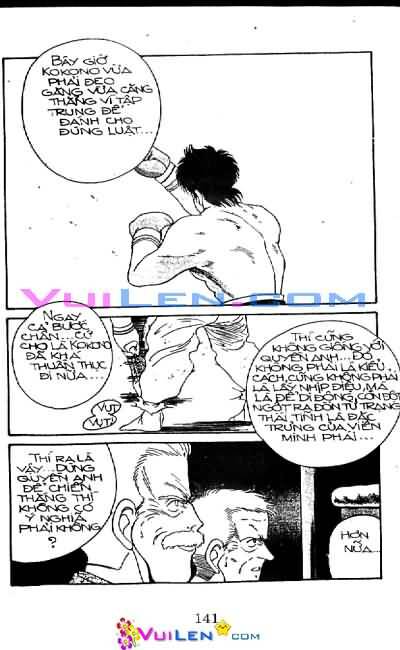 BÂY GIỜ
KOKONO VỪA
PHẢI ĐEO
GĂNG VỪA CĂNG
THẲNG VÌ TẬP
TRUNG ĐỂ
ĐÁNH CHO
ĐÚNG LUẬT...
VUILEN.COM
NGAY
CẢ BƯỚC
CHÂN... CỨ
CHO LÀ KOKONO
ĐÃ KHÁ
THUẦN THỤC
ĐI NỮA...
THÌ CŨNG
KHÔNG GIỐNG VỚI
QUYỀN ANH... ĐÓ
KHÔNG PHẢI LÀ KIỂU
CÁCH, CŨNG KHÔNG PHẢI
LÀ LẤY NHỊP ĐIỆU, MÀ
LÀ ĐỂ DI ĐỘNG, CÒN ĐỘT
NGỘT RA ĐÒN TỪ TRẠNG
THÁI TĨNH LÀ ĐẶC
TRƯNG CỦA VIÊN
MINH PHÁI...
VỤT
VỤT
THÌ RA LÀ
VẬY... DÙNG
QUYỀN ANH
ĐỂ CHIẾN
THẮNG THÌ
KHÔNG CÓ
Ý NGHĨA
PHẢI KHÔNG
?
HƠN
NỮA...
141
VUILEN.COM